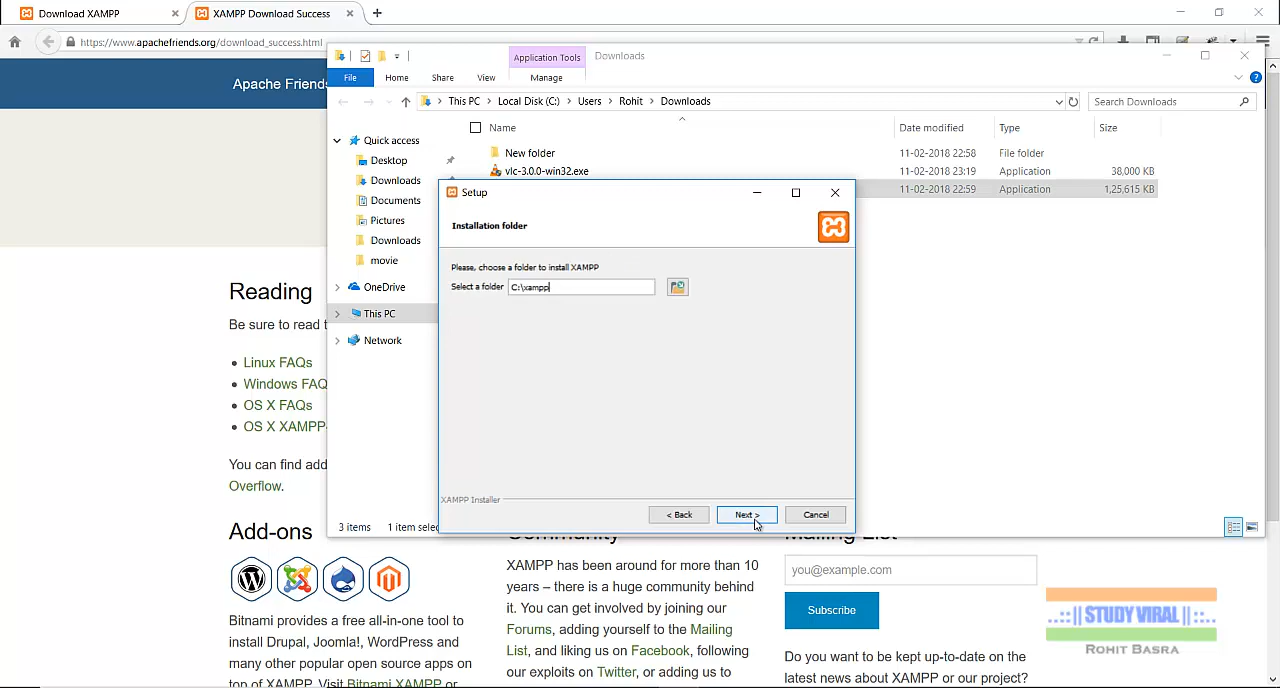 Download XAMPP
XAMPP Download Success
https://www.apachefriends.org/download_success.html
Application Tools
Downloads
File
Home
Share
View
Manage
This PC > Local Disk (C:) > Users > Rohit > Downloads
Search Downloads
Apache Friends
Quick access
Desktop
Downloads
Documents
Pictures
Downloads
movie
OneDrive
This PC
Network
Name
Date modified
Type
Size
New folder
11-02-2018 22:58
File folder
vlc-3.0.0-win32.exe
11-02-2018 23:19
Application
38,000 KB
11-02-2018 22:59
Application
1,25,615 KB
Setup
Installation folder
Please, choose a folder to install XAMPP
Select a folder
C:\xampp
XAMPP Installer
< Back
Next >
Cancel
3 items
1 item selec
Reading
Be sure to read t
Linux FAQs
Windows FAQ
OS X FAQs
OS X XAMPP-
You can find add
Overflow.
Add-ons
Bitnami provides a free all-in-one tool to
install Drupal, Joomla!, WordPress and
many other popular open source apps on
top of XAMPP. Visit Bitnami XAMPP or
Community
XAMPP has been around for more than 10
years – there is a huge community behind
it. You can get involved by joining our
Forums, adding yourself to the Mailing
List, and liking us on Facebook, following
our exploits on Twitter, or adding us to
Mailing List
you@example.com
Subscribe
Do you want to be kept up-to-date on the
latest news about XAMPP or our project?
..::|| STUDY VIRAL ||::..
ROHIT BASRA